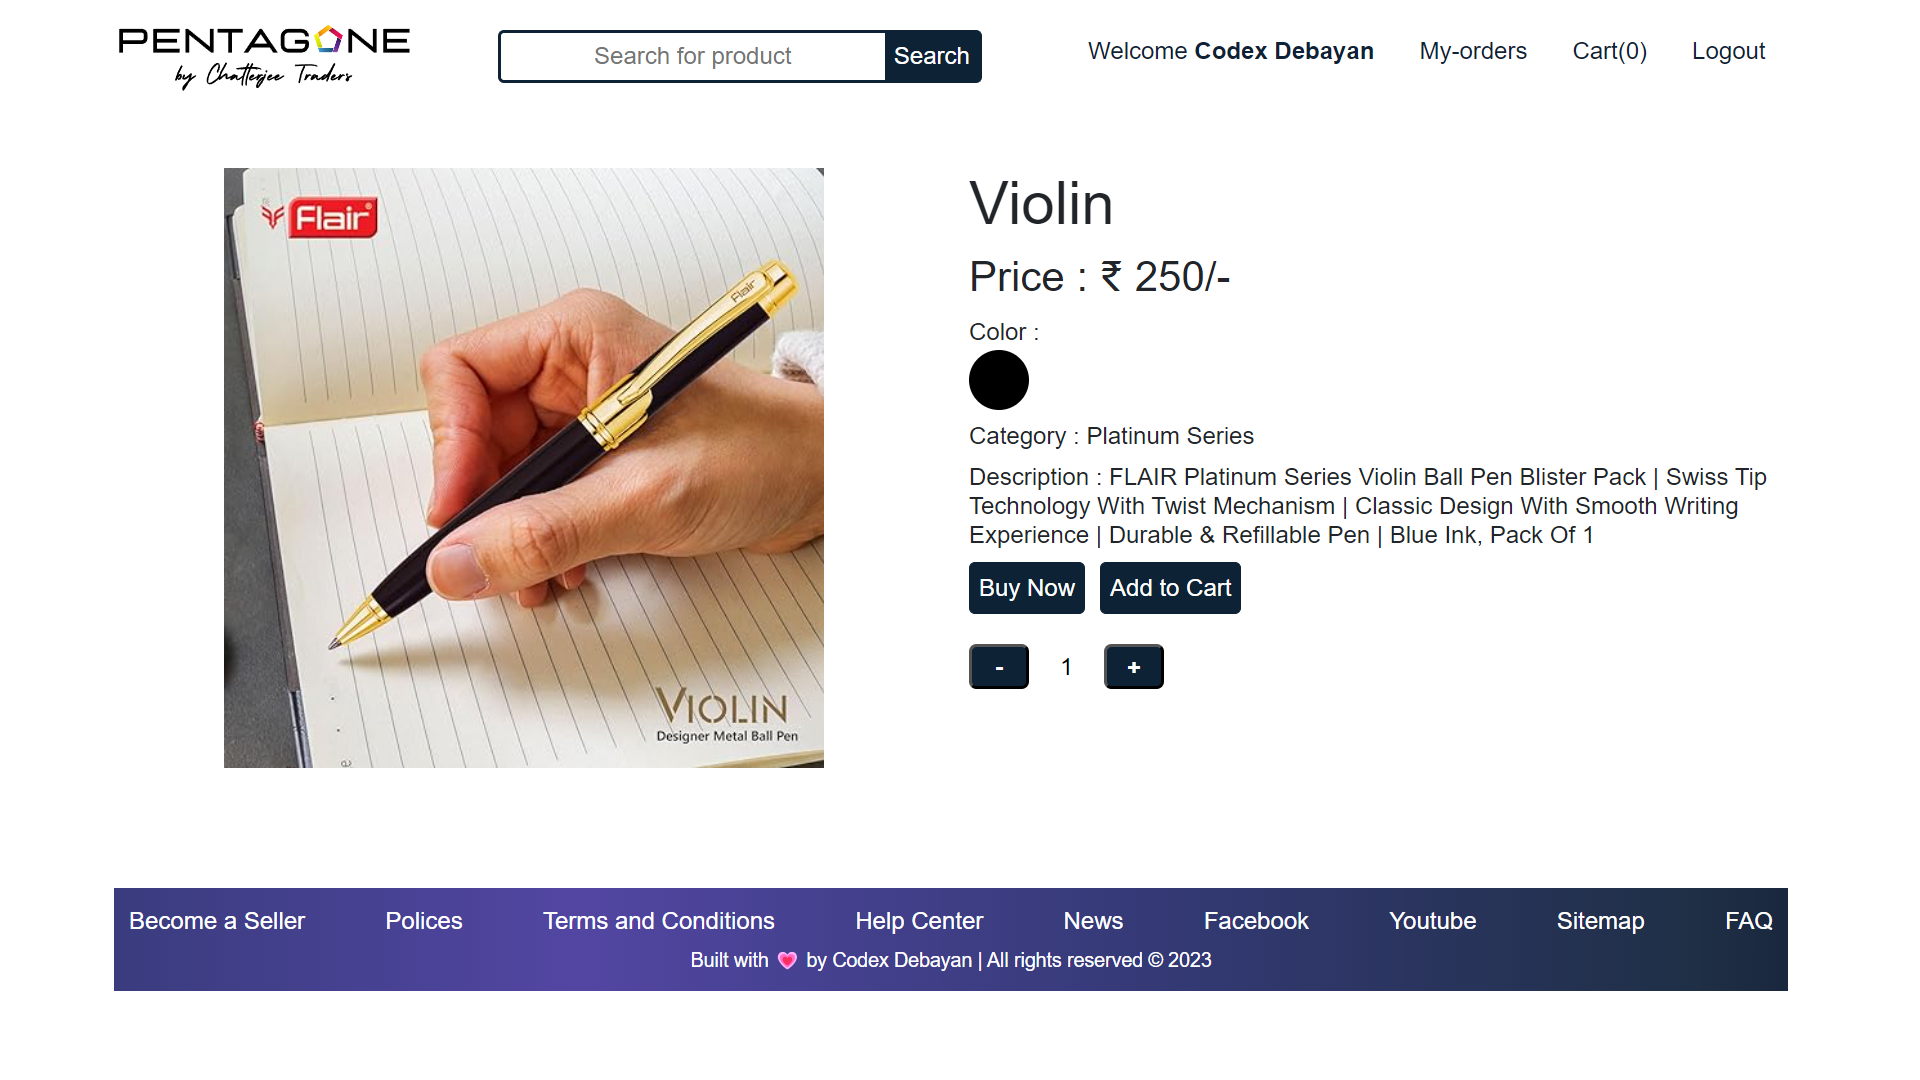 PENTAGONE
by Chatterjee Traders
Search for product
Search
Welcome Codex Debayan
My-orders
Cart(0)
Logout
Flair®
Flair
VIOLIN
Designer Metal Ball Pen
Violin
Price : ₹ 250/-
Color :
Category : Platinum Series
Description : FLAIR Platinum Series Violin Ball Pen Blister Pack | Swiss Tip
Technology With Twist Mechanism | Classic Design With Smooth Writing
Experience | Durable & Refillable Pen | Blue Ink, Pack Of 1
Buy Now
Add to Cart
- 1 +
Become a Seller
Polices
Terms and Conditions
Help Center
News
Facebook
Youtube
Sitemap
FAQ
Built with 💗 by Codex Debayan | All rights reserved © 2023